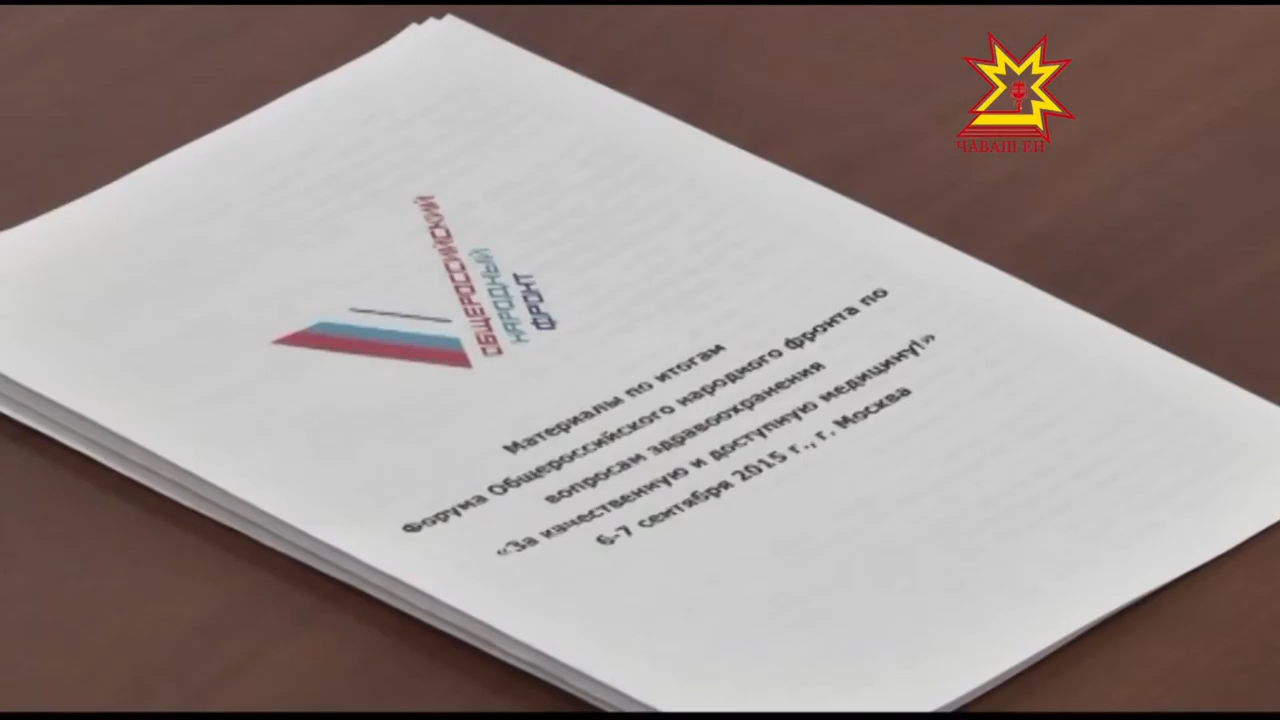 ЧАВАШ ЕН
ОБЩЕРОССИЙСКИЙ
НАРОДНЫЙ
ФРОНТ
Материалы по итогам
Форума Общероссийского народного фронта по
вопросам здравоохранения
«За качественную и доступную медицину!»
6-7 сентября 2015 г., г. Москва